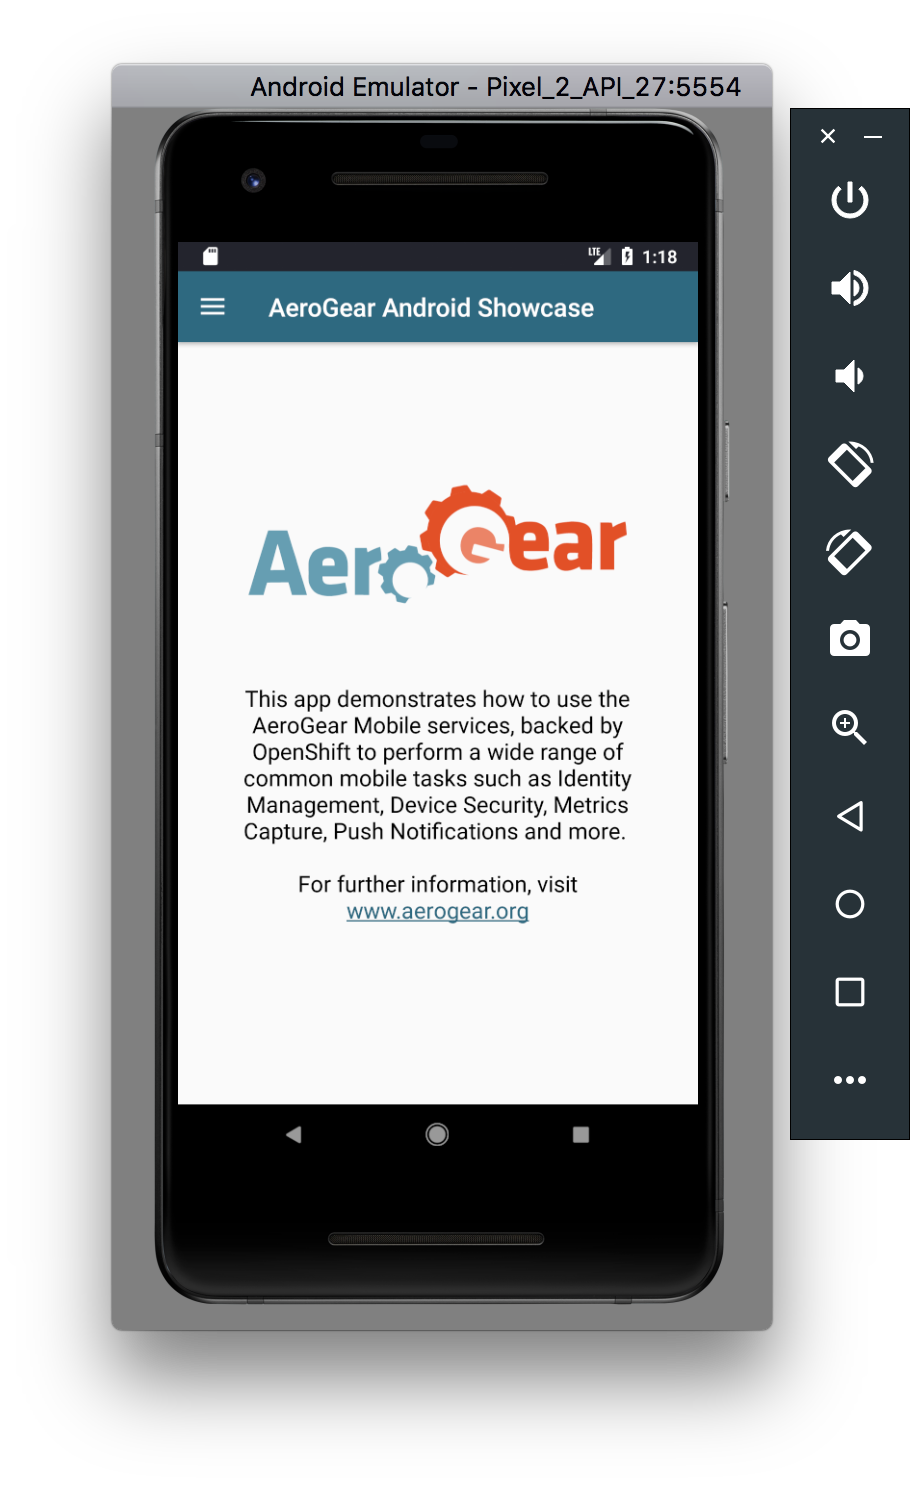 Android Emulator - Pixel_2_API_27:5554
LTE 1:18
AeroGear Android Showcase
AeroGear
This app demonstrates how to use the
AeroGear Mobile services, backed by
OpenShift to perform a wide range of
common mobile tasks such as Identity
Management, Device Security, Metrics
Capture, Push Notifications and more.
For further information, visit
www.aerogear.org